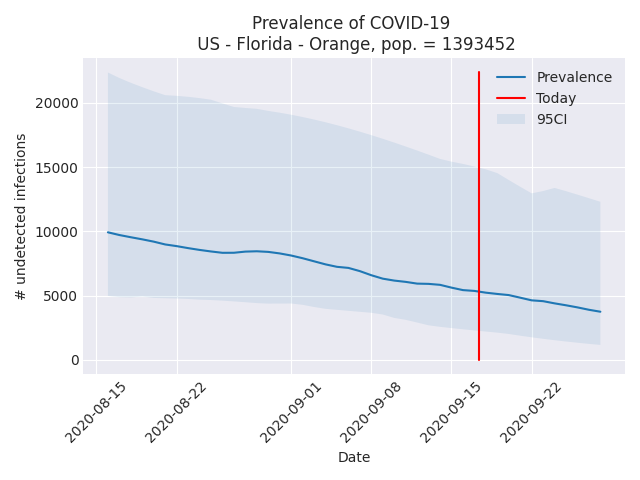 Prevalence of COVID-19
US - Florida - Orange, pop. = 1393452
Prevalence
Today
95CI
# undetected infections
20000
15000
10000
5000
0
2020-08-15
2020-08-22
2020-09-01
2020-09-08
2020-09-15
2020-09-22
Date